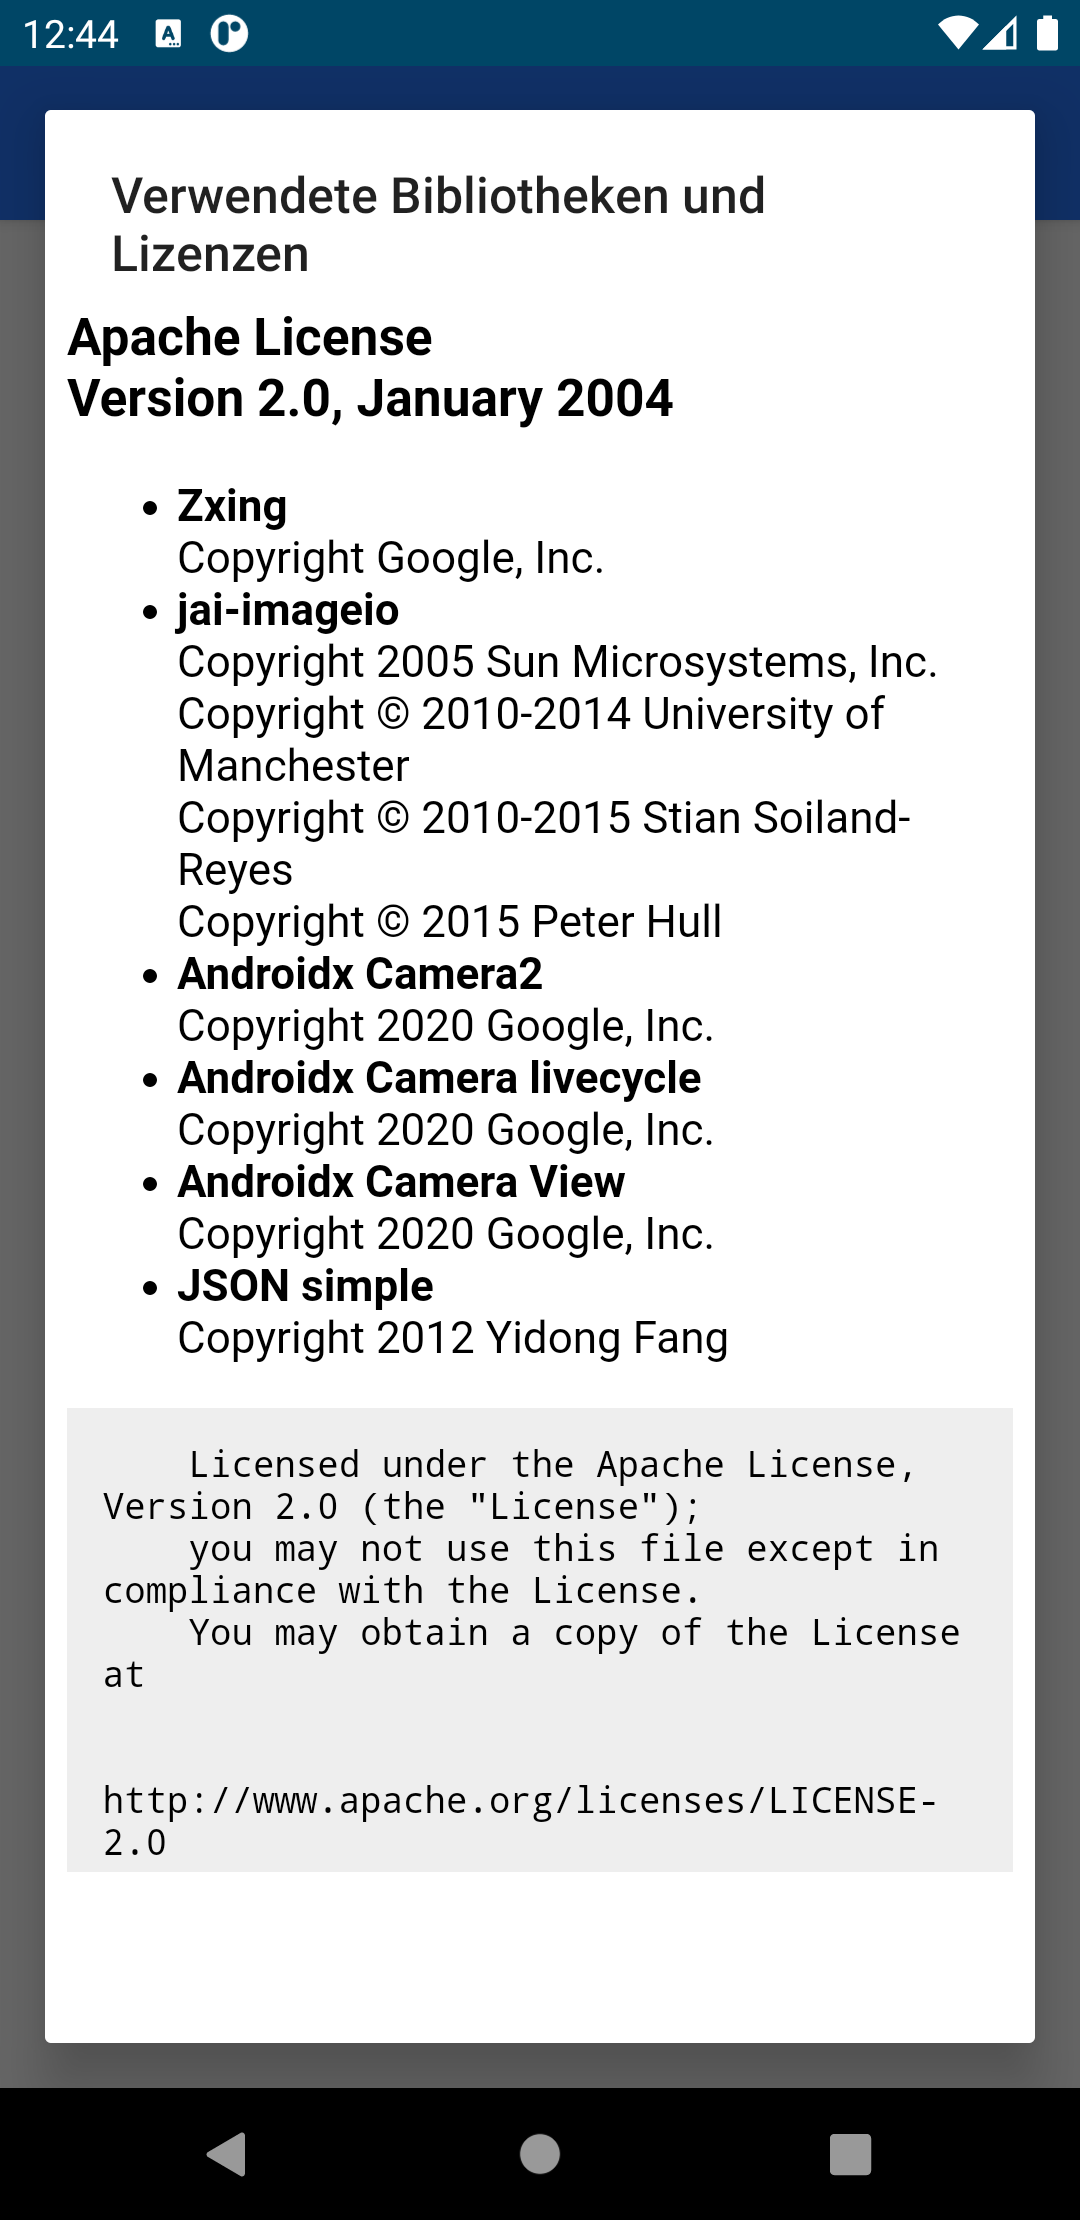 12:44
Verwendete Bibliotheken und
Lizenzen
Apache License
Version 2.0, January 2004
• Zxing
Copyright Google, Inc.
• jai-imageio
Copyright 2005 Sun Microsystems, Inc.
Copyright © 2010-2014 University of
Manchester
Copyright © 2010-2015 Stian Soiland-
Reyes
Copyright © 2015 Peter Hull
• Androidx Camera2
Copyright 2020 Google, Inc.
• Androidx Camera livecycle
Copyright 2020 Google, Inc.
• Androidx Camera View
Copyright 2020 Google, Inc.
• JSON simple
Copyright 2012 Yidong Fang
Licensed under the Apache License,
Version 2.0 (the "License");
you may not use this file except in
compliance with the License.
You may obtain a copy of the License
at
http://www.apache.org/licenses/LICENSE-
2.0